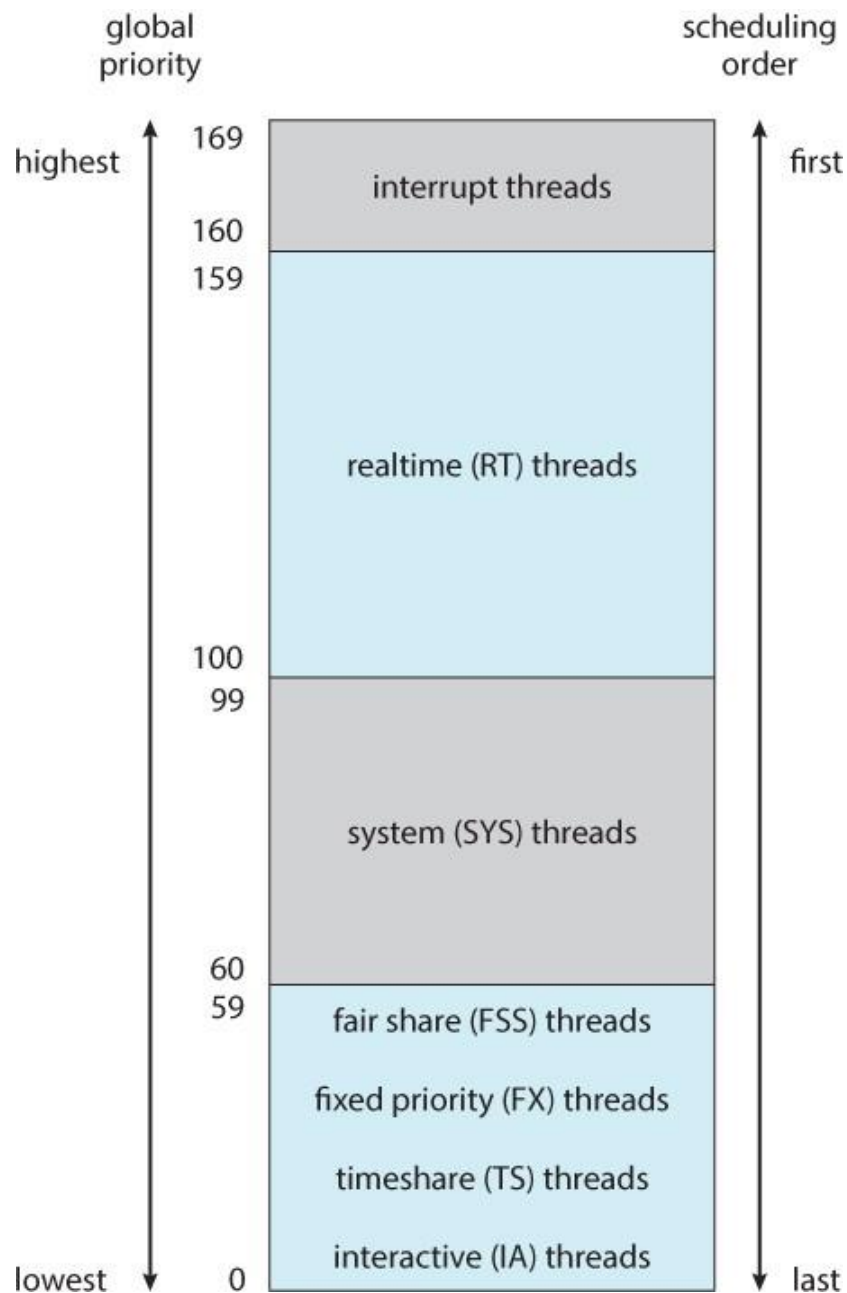 global
priority
scheduling
order
highest
169
interrupt threads
first
160
159
realtime (RT) threads
100
99
system (SYS) threads
60
59
fair share (FSS) threads
fixed priority (FX) threads
timeshare (TS) threads
interactive (IA) threads
lowest
0
last